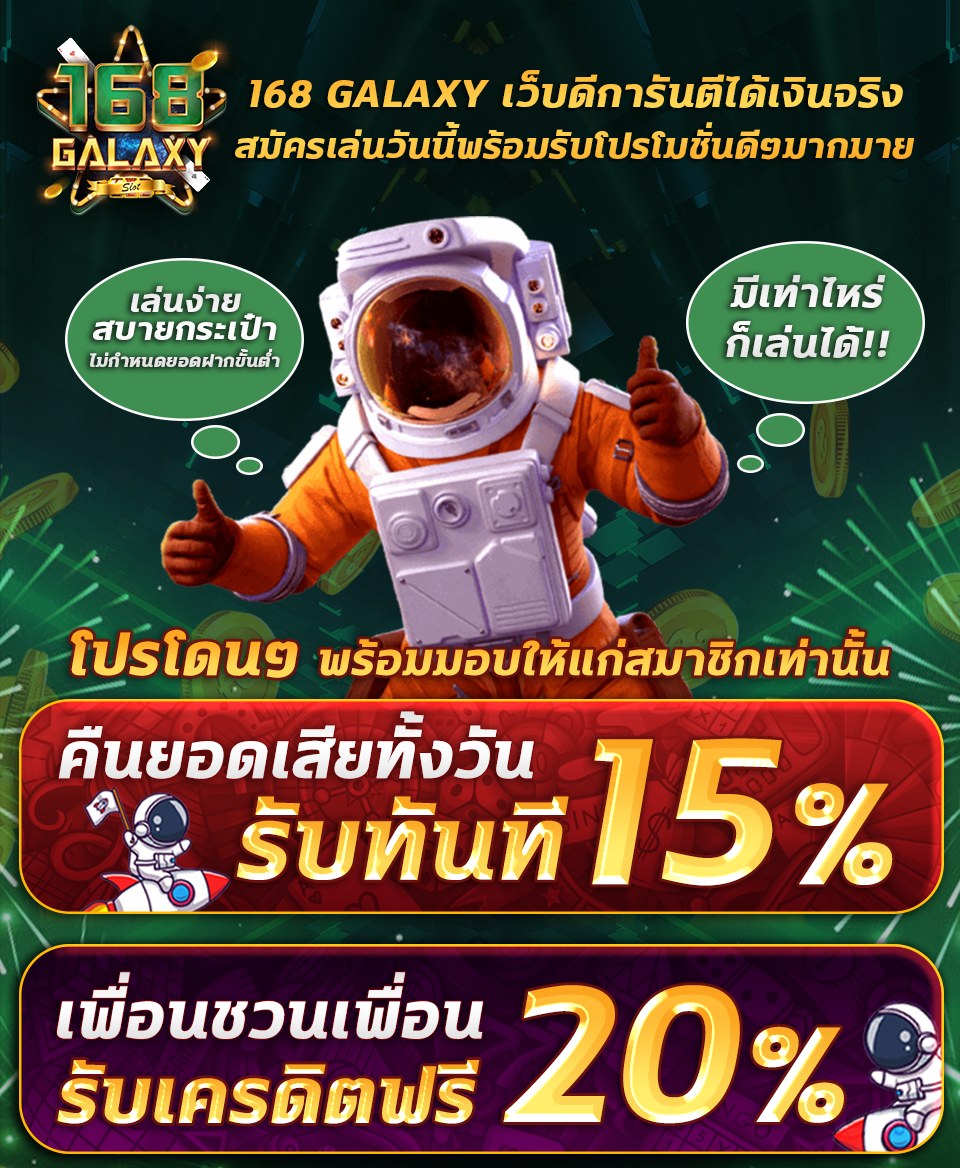 168
GALAXY
Slot
168 GALAXY เว็บดีการันตีได้เงินจริง
สมัครเล่นวันนี้พร้อมรับโปรโมชั่นดีๆมากมาย
เล่นง่าย
สบายกระเป๋า
ไม่กำหนดยอดฝากขั้นต่ำ
มีเท่าไหร่
ก็เล่นได้!!
โปรโดนๆ พร้อมมอบให้แก่สมาชิกเท่านั้น
คืนยอดเสียทั้งวัน
รับทันที 15%
เพื่อนชวนเพื่อน
รับเครดิตฟรี 20%